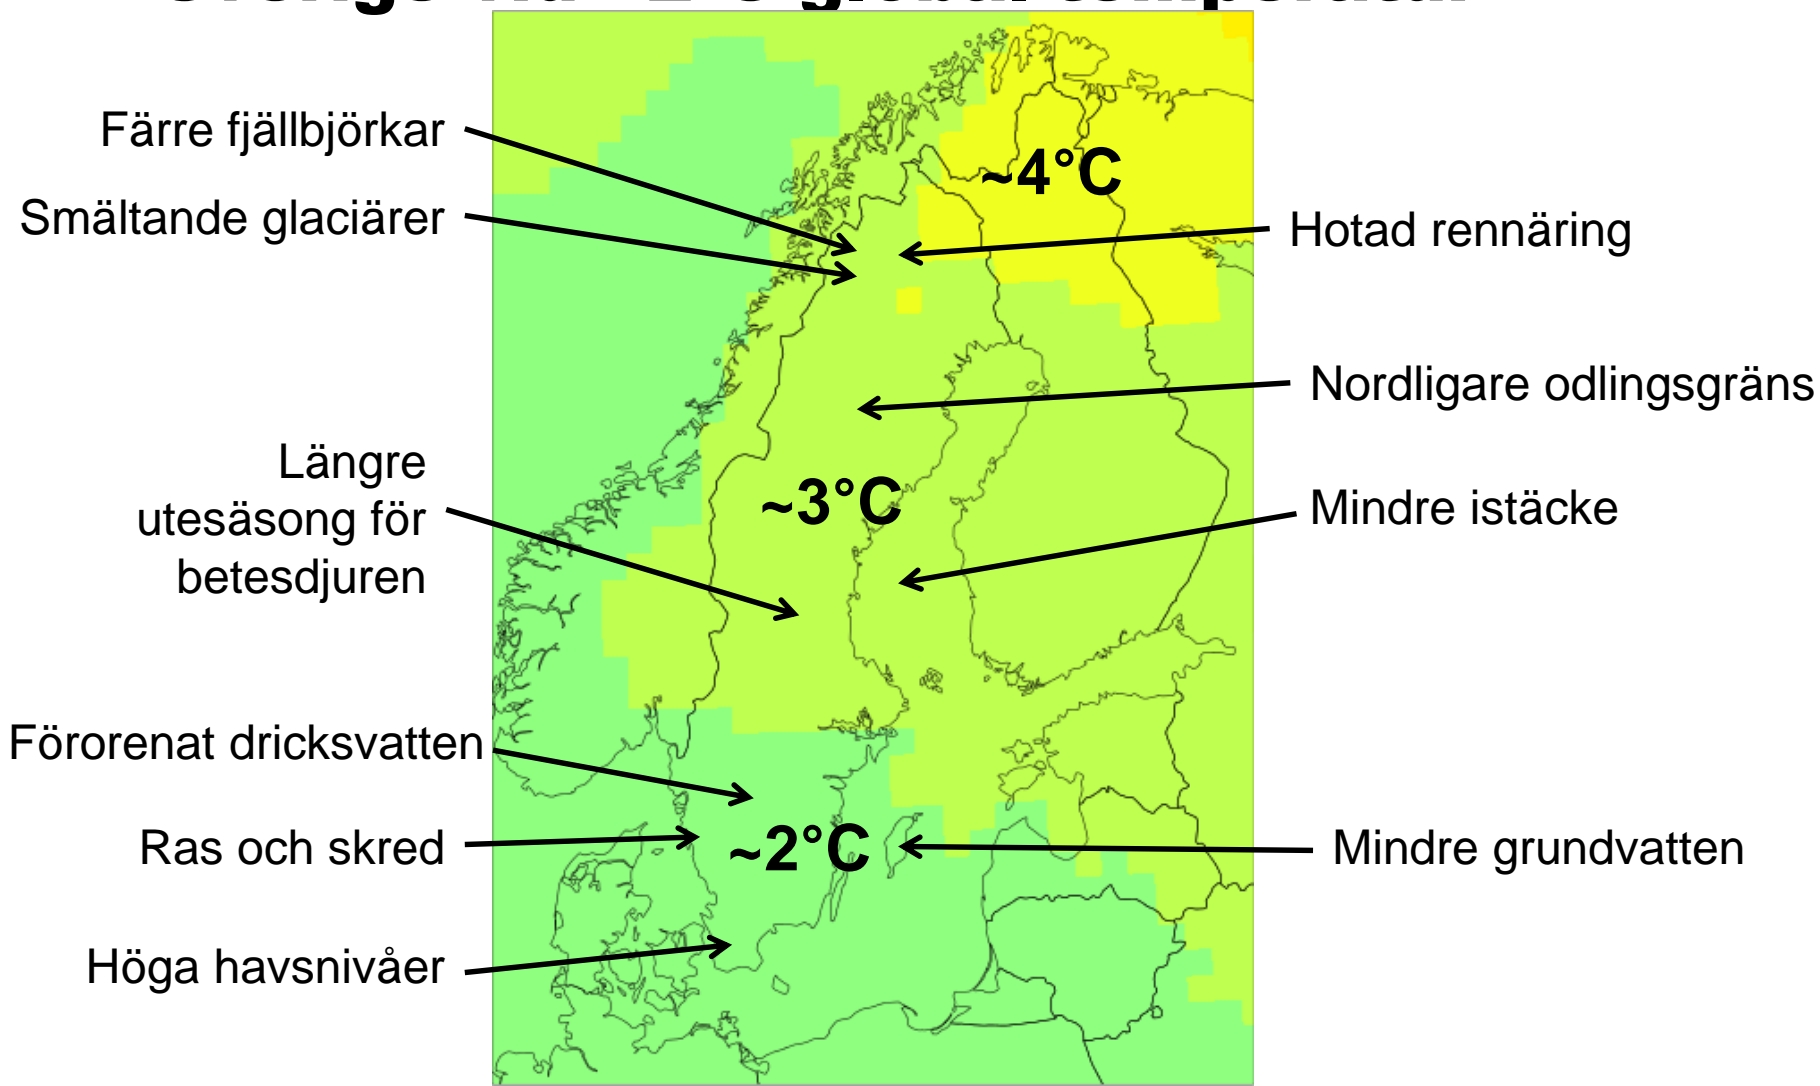 Färre fjällbjörkar
Smältande glaciärer
Längre
utesäsong för
betesdjuren
Förorenat dricksvatten
Ras och skred
Höga havsnivåer
~4°C
~3°C
~2°C
Hotad rennäring
Nordligare odlingsgräns
Mindre istäcke
Mindre grundvatten